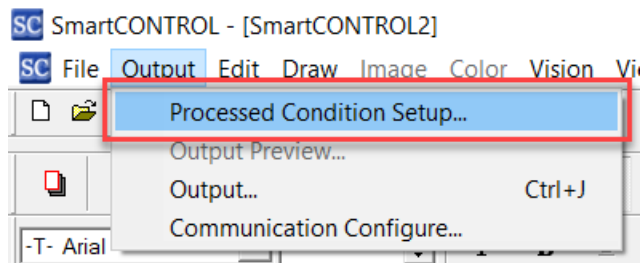 SC SmartCONTROL - [SmartCONTROL2]
SC File Output Edit Draw Image Color Vision
Processed Condition Setup...
Output Preview...
Output... Ctrl+J
Communication Configure...
-T- Arial